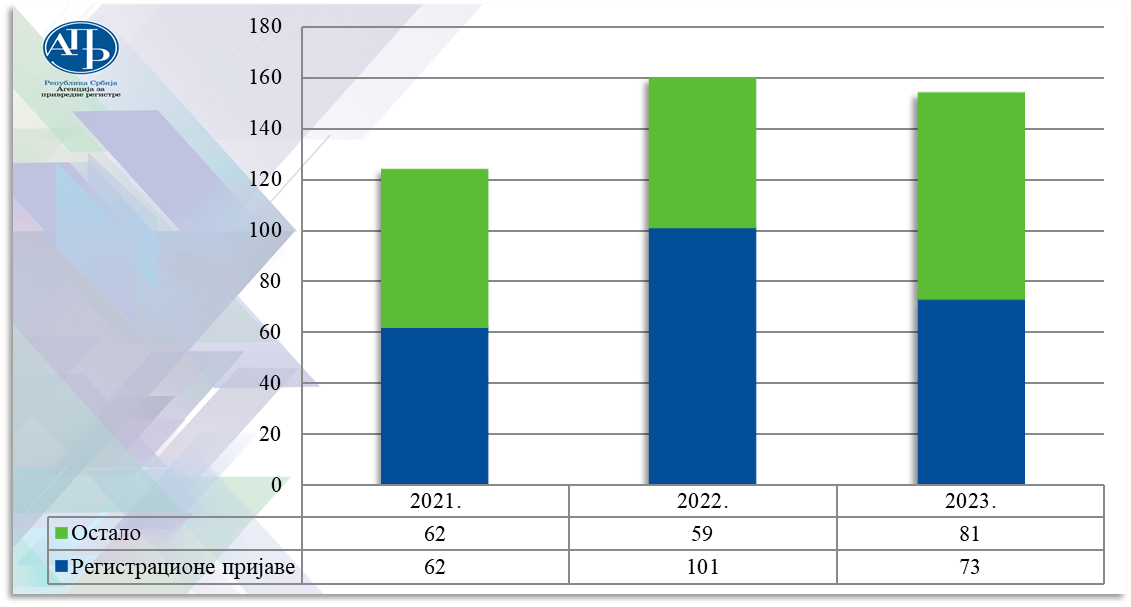 АПР
Република Србија
Агенција за
привредне регистре
180
160
140
120
100
80
60
40
20
0
2021. 2022. 2023.
Остало 62 59 81
Регистрационе пријаве 62 101 73